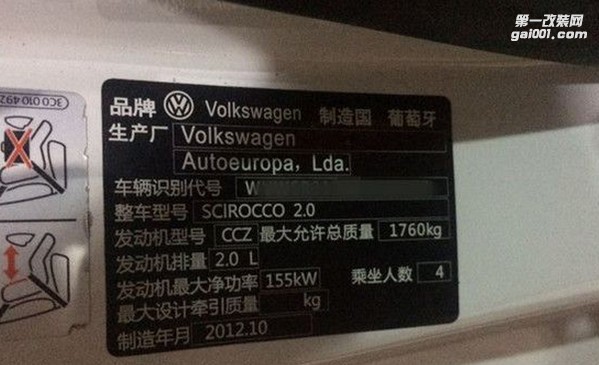 第一改装网
gai001.com
3C0 010 492
品牌 Volkswagen 制造国 葡萄牙
生产厂 Volkswagen
Autoeuropa, Lda.
车辆识别代号
整车型号 SCIROCCO 2.0
发动机型号 CCZ 最大允许总质量 1760kg
发动机排量 2.0 L
发动机最大净功率 155kW 乘坐人数 4
最大设计牵引质量 kg
制造年月 2012.10